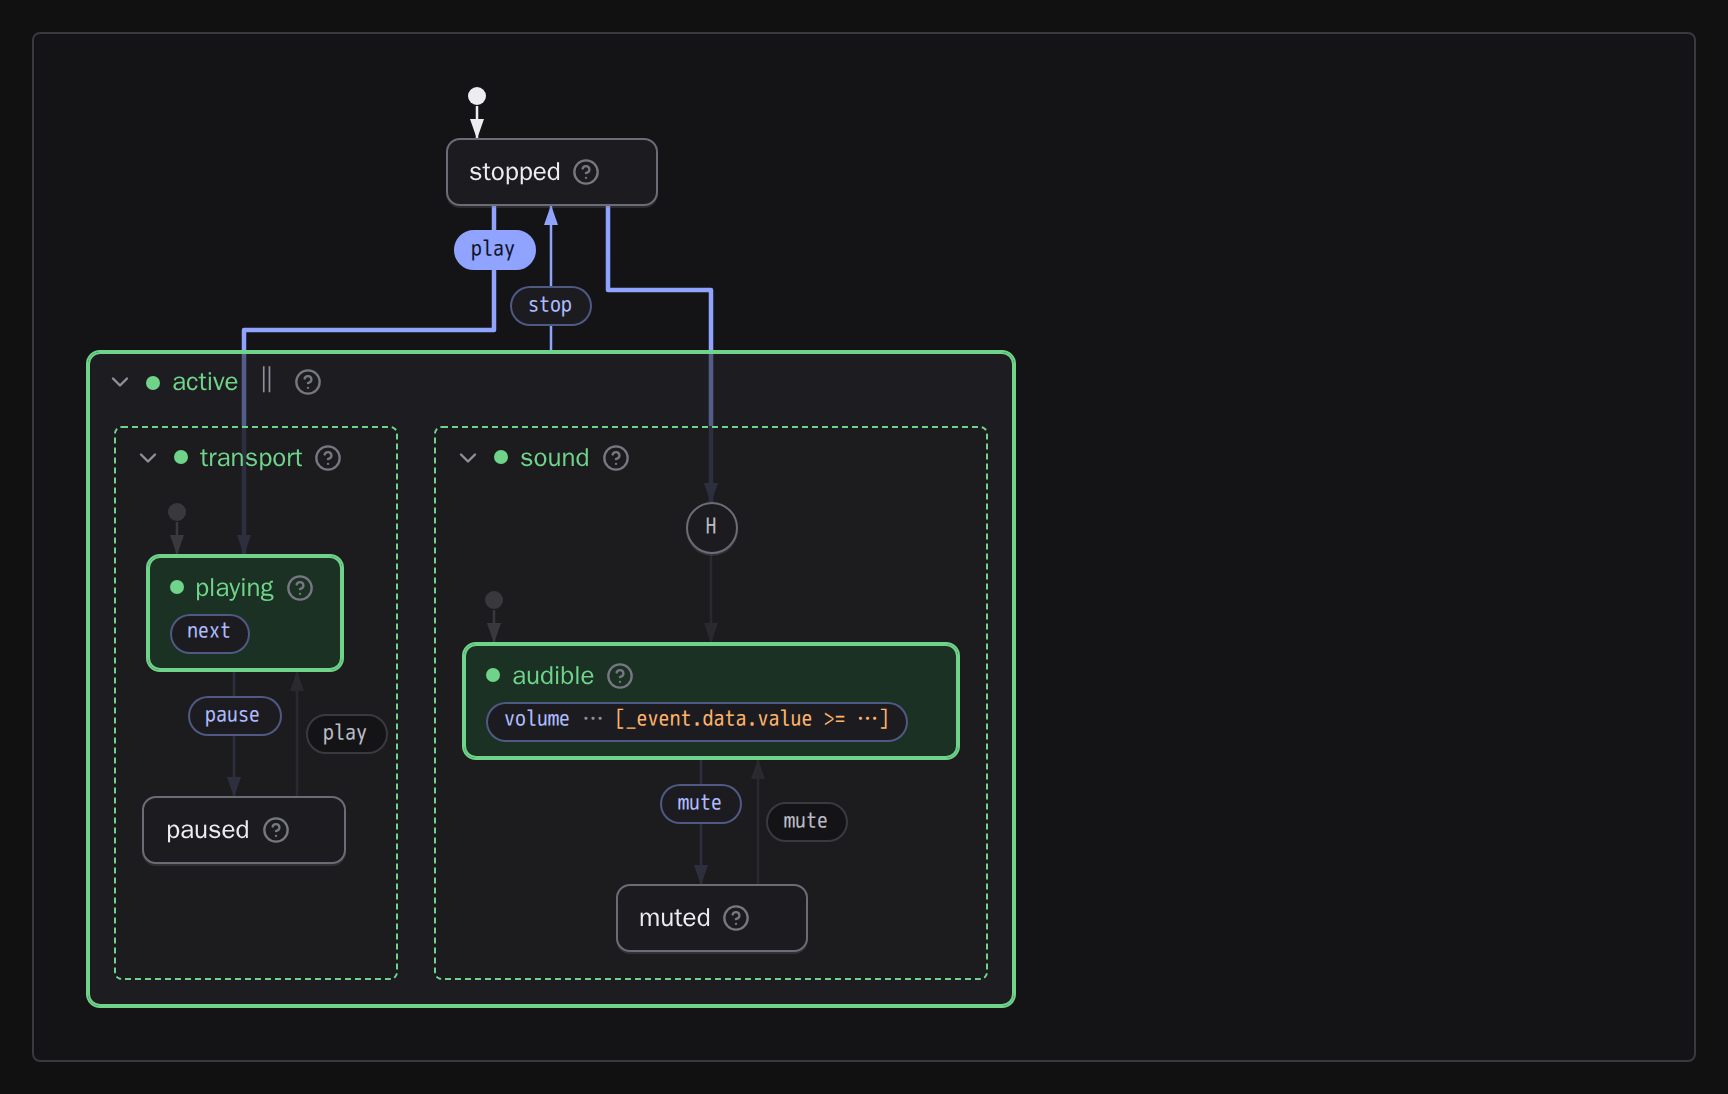 stopped ?
play
stop
active ?
transport ?
sound ?
H
playing ?
next
audible ?
volume ··· [_event.data.value >= ···]
pause
play
mute
mute
paused ?
muted ?